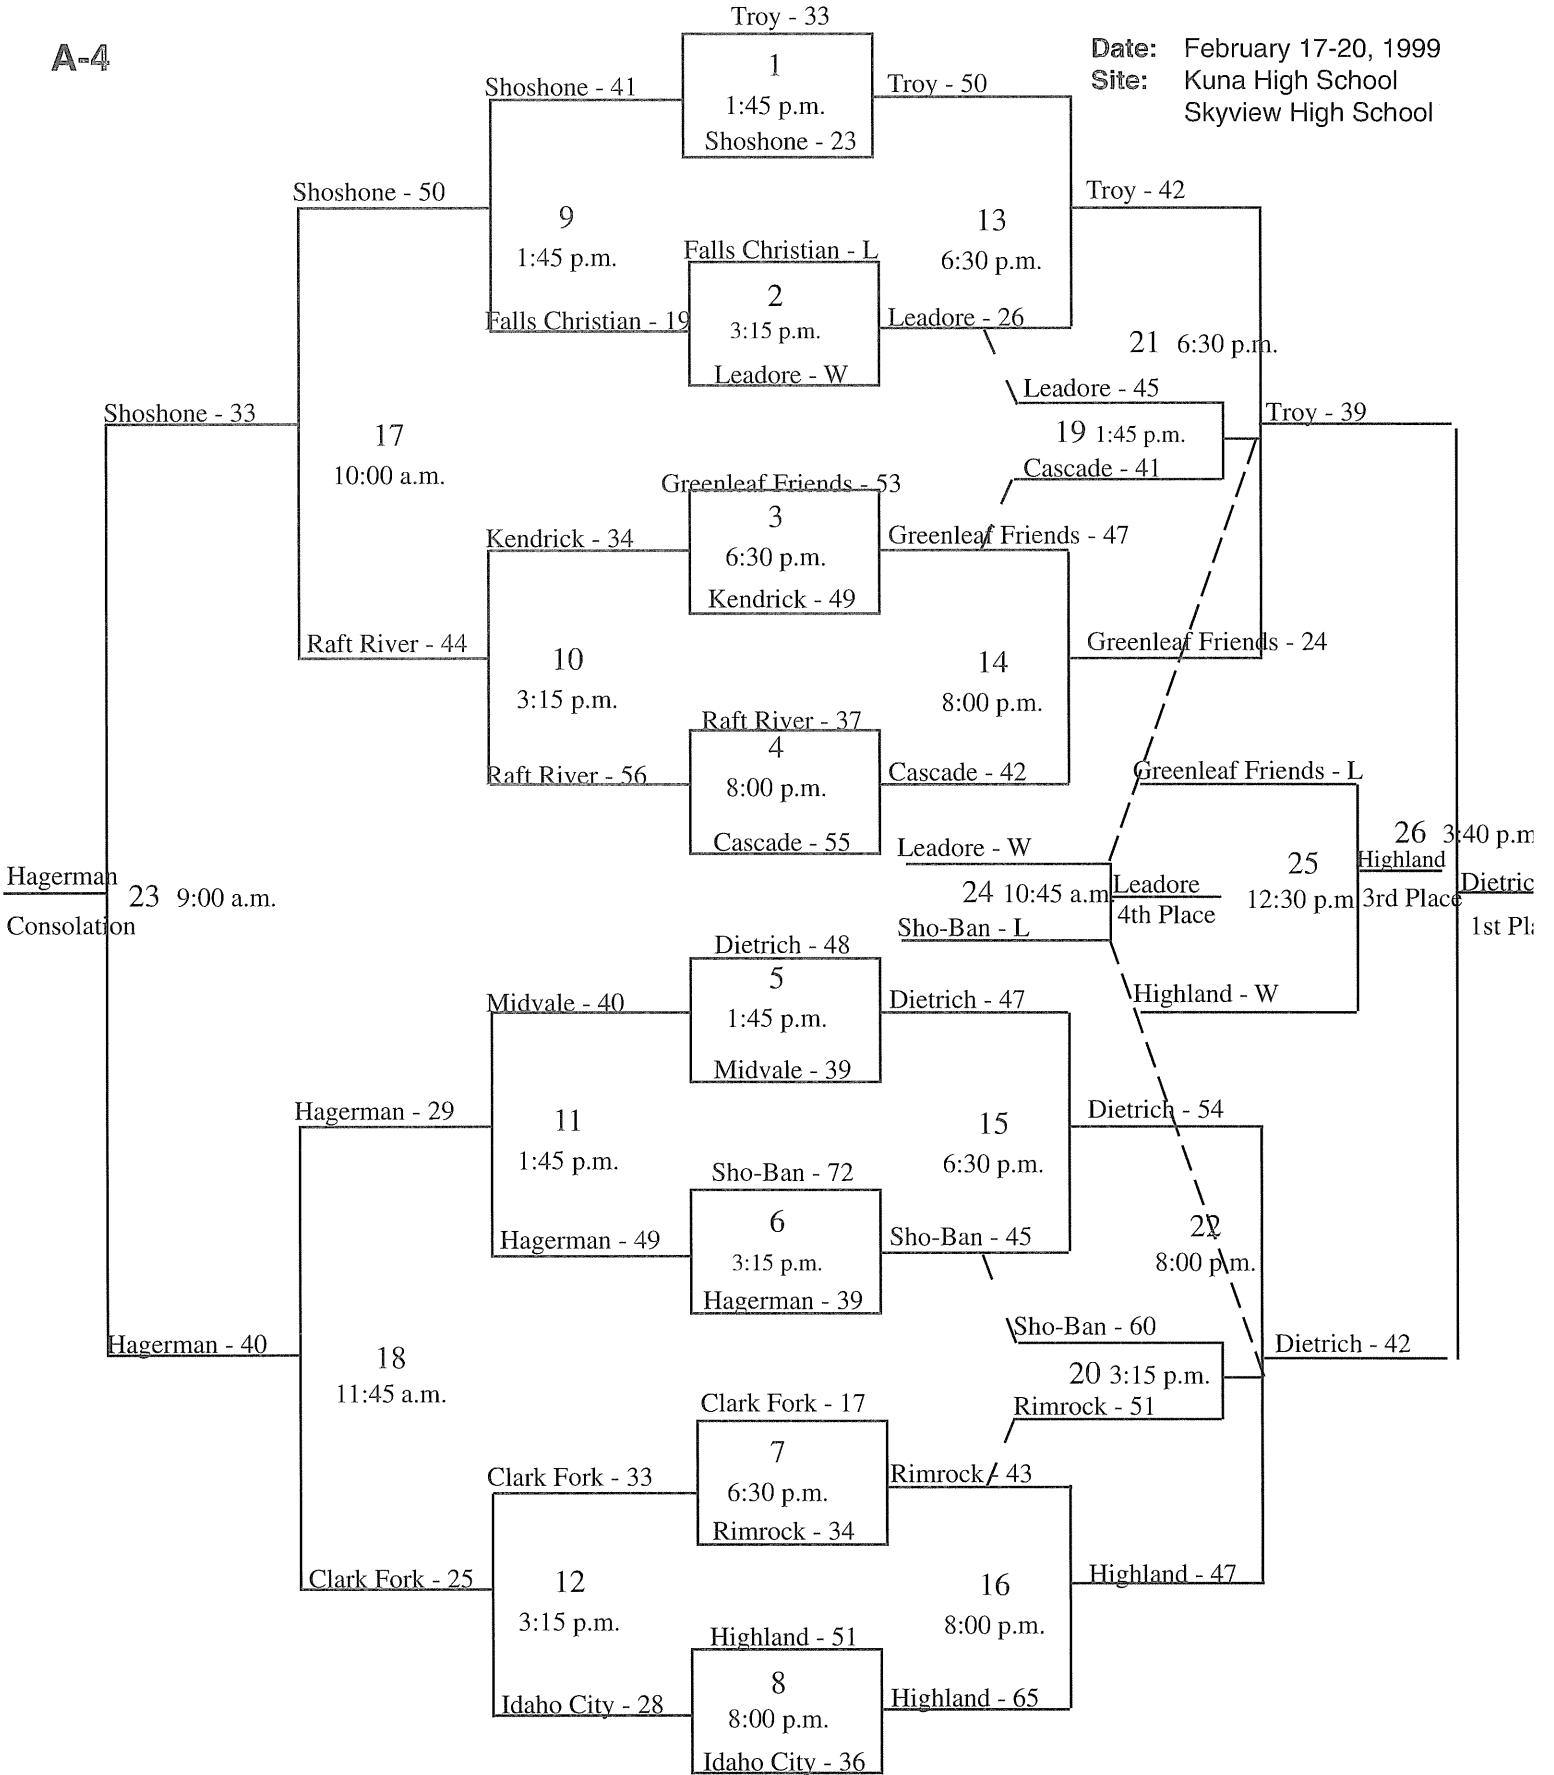 Troy - 33
A-4
Date: February 17-20, 1999
Site: Kuna High School
Skyview High School
1
1:45 p.m.
Shoshone - 23
Shoshone - 41
Troy - 50
Shoshone - 50
9
1:45 p.m.
13
6:30 p.m.
Troy - 42
Falls Christian - L
2
3:15 p.m.
Leadore - W
Falls Christian - 19
Leadore - 26
21 6:30 p.m.
Leadore - 45
19 1:45 p.m.
Cascade - 41
Troy - 39
Shoshone - 33
17
10:00 a.m.
Greenleaf Friends - 53
3
6:30 p.m.
Kendrick - 49
Kendrick - 34
Greenleaf Friends - 47
Raft River - 44
10
3:15 p.m.
14
8:00 p.m.
Greenleaf Friends - 24
Raft River - 37
4
8:00 p.m.
Cascade - 55
Raft River - 56
Cascade - 42
Greenleaf Friends - L
26 3:40 p.m
Leadore - W
24 10:45 a.m.
Sho-Ban - L
Leadore
4th Place
25
12:30 p.m
Highland
3rd Place
Dietric
1st Pla
Hagerman
Consolation
23 9:00 a.m.
Highland - W
Dietrich - 48
5
1:45 p.m.
Midvale - 39
Midvale - 40
Dietrich - 47
Hagerman - 29
11
1:45 p.m.
15
6:30 p.m.
Dietrich - 54
Sho-Ban - 72
6
3:15 p.m.
Hagerman - 39
Hagerman - 49
Sho-Ban - 45
22
8:00 p.m.
Sho-Ban - 60
20 3:15 p.m.
Rimrock - 51
Dietrich - 42
Hagerman - 40
18
11:45 a.m.
Clark Fork - 17
7
6:30 p.m.
Rimrock - 34
Clark Fork - 33
Rimrock - 43
Clark Fork - 25
12
3:15 p.m.
16
8:00 p.m.
Highland - 47
Highland - 51
8
8:00 p.m.
Idaho City - 36
Idaho City - 28
Highland - 65